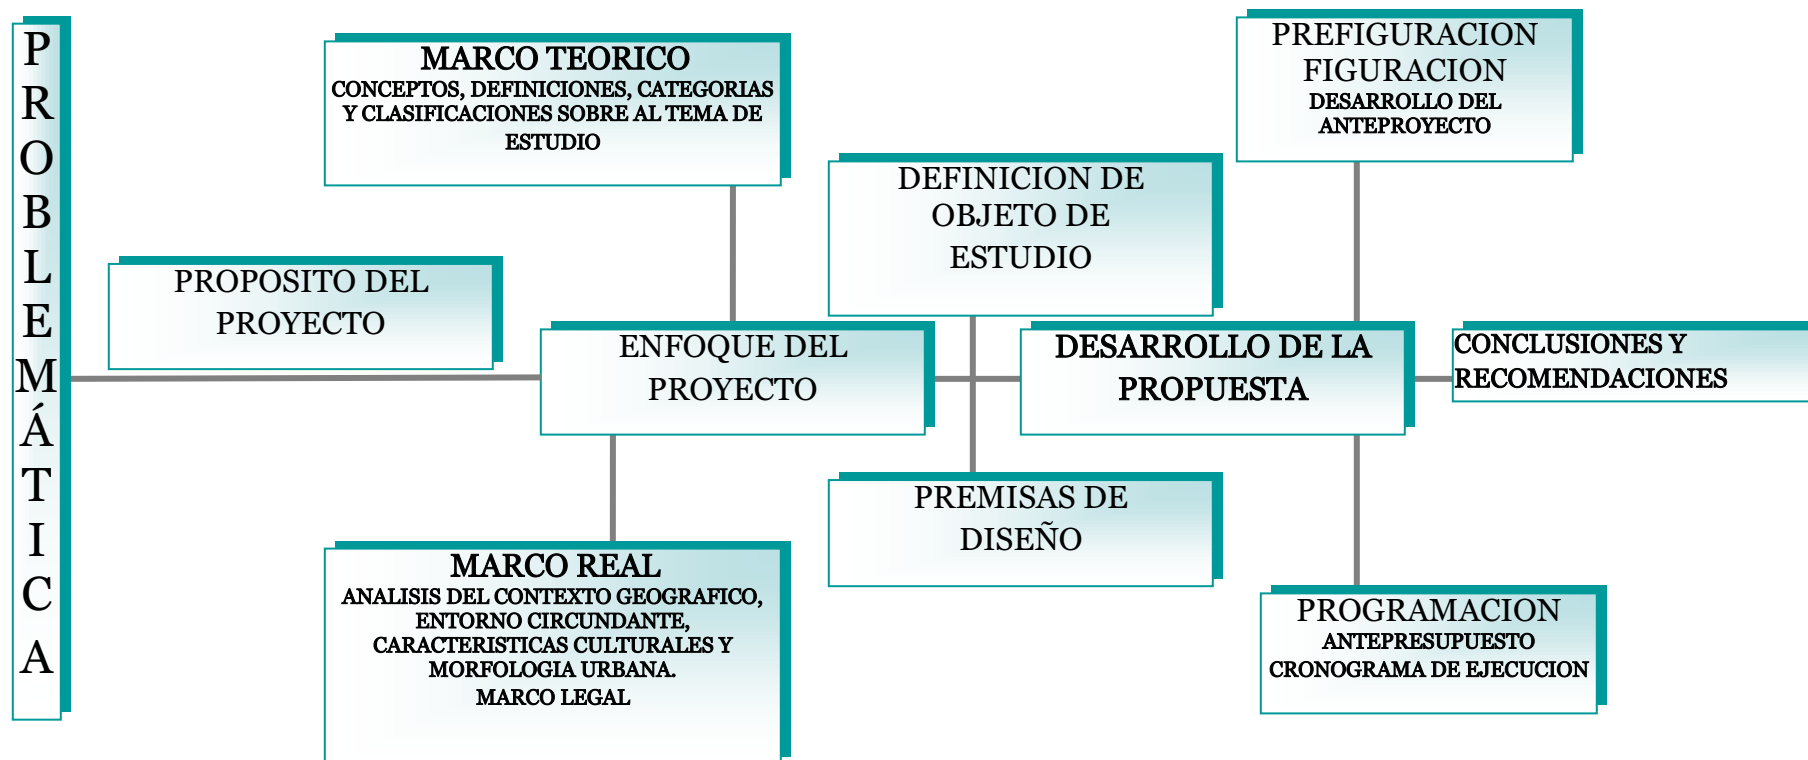 PROBLEMÁTICA
MARCO TEORICO
CONCEPTOS, DEFINICIONES, CATEGORIAS
Y CLASIFICACIONES SOBRE AL TEMA DE
ESTUDIO
PROPOSITO DEL
PROYECTO
ENFOQUE DEL
PROYECTO
MARCO REAL
ANALISIS DEL CONTEXTO GEOGRAFICO,
ENTORNO CIRCUNDANTE,
CARACTERISTICAS CULTURALES Y
MORFOLOGIA URBANA.
MARCO LEGAL
DEFINICION DE
OBJETO DE
ESTUDIO
PREMISAS DE
DISEÑO
DESARROLLO DE LA
PROPUESTA
PREFIGURACION
FIGURACION
DESARROLLO DEL
ANTEPROYECTO
PROGRAMACION
ANTEPRESUPUESTO
CRONOGRAMA DE EJECUCION
CONCLUSIONES Y
RECOMENDACIONES